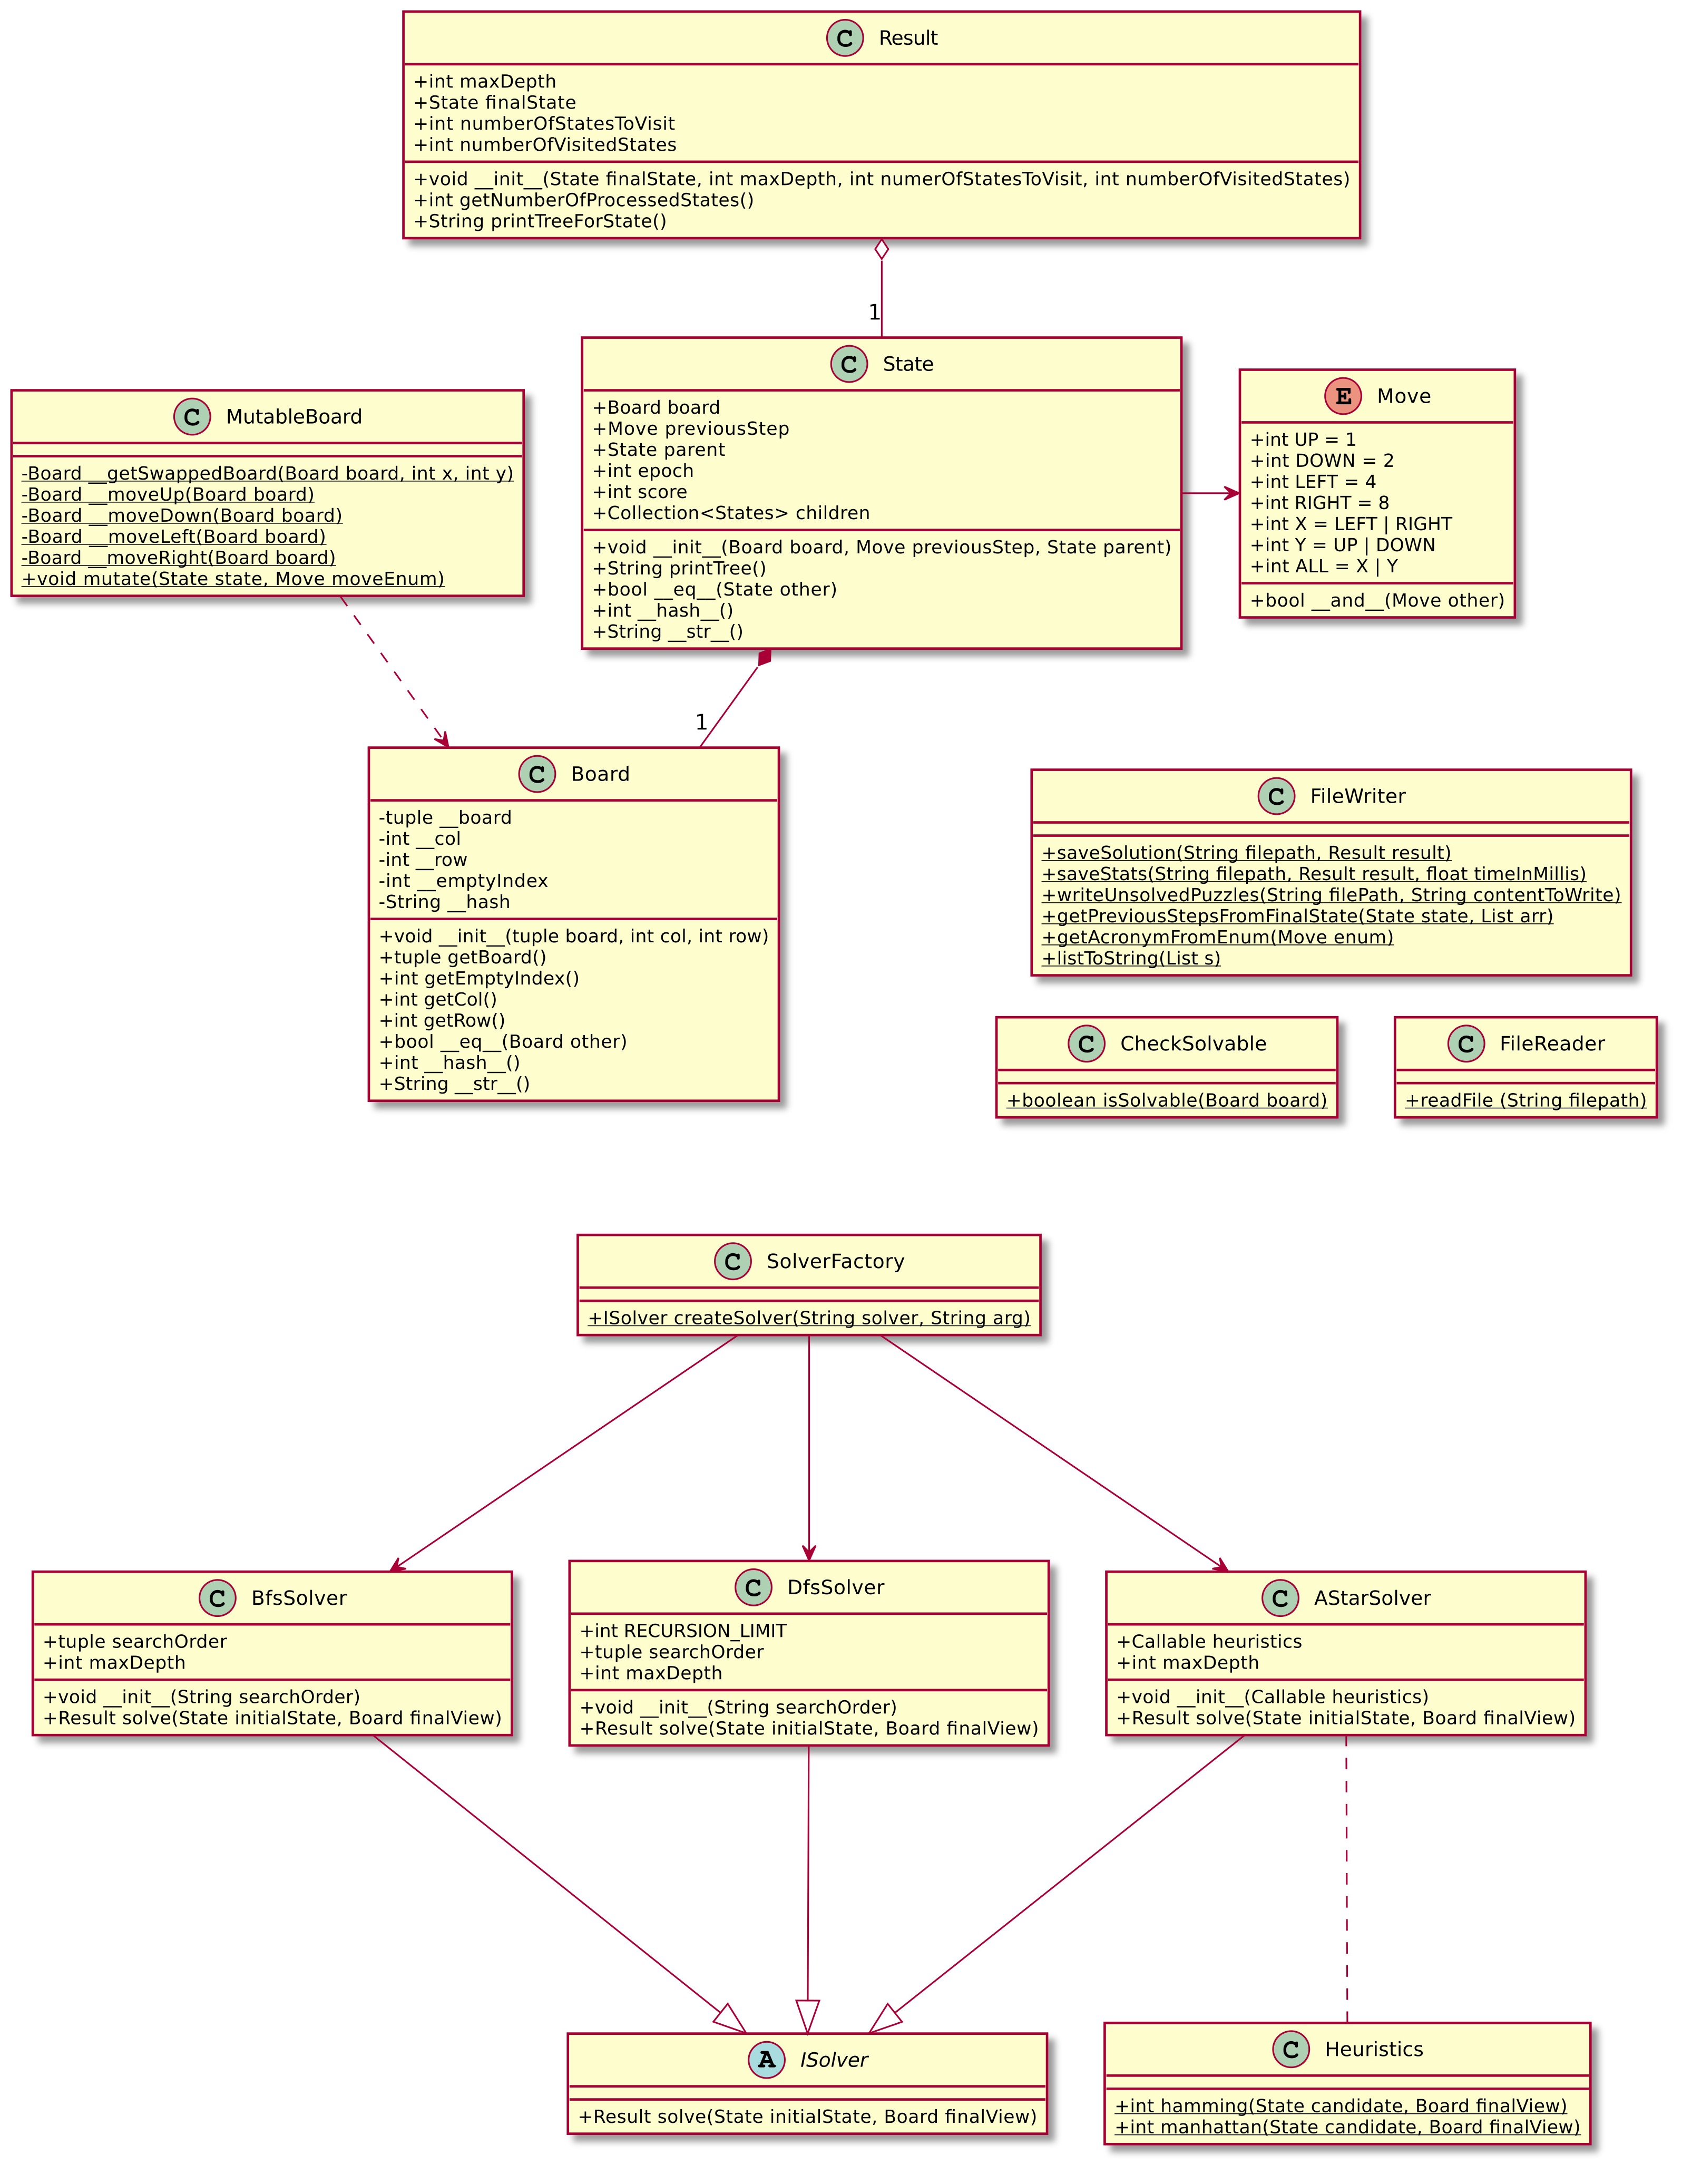 C Result
+int maxDepth
+State finalState
+int numberOfStatesToVisit
+int numberOfVisitedStates
+void __init__(State finalState, int maxDepth, int numerOfStatesToVisit, int numberOfVisitedStates)
+int getNumberOfProcessedStates()
+String printTreeForState()
1
C MutableBoard
-Board __getSwappedBoard(Board board, int x, int y)
-Board __moveUp(Board board)
-Board __moveDown(Board board)
-Board __moveLeft(Board board)
-Board __moveRight(Board board)
+void mutate(State state, Move moveEnum)
C State
+Board board
+Move previousStep
+State parent
+int epoch
+int score
+Collection<States> children
+void __init__(Board board, Move previousStep, State parent)
+String printTree()
+bool __eq__(State other)
+int __hash__()
+String __str__()
E Move
+int UP = 1
+int DOWN = 2
+int LEFT = 4
+int RIGHT = 8
+int X = LEFT | RIGHT
+int Y = UP | DOWN
+int ALL = X | Y
+bool __and__(Move other)
1
C Board
-tuple __board
-int __col
-int __row
-int __emptyIndex
-String __hash
+void __init__(tuple board, int col, int row)
+tuple getBoard()
+int getEmptyIndex()
+int getCol()
+int getRow()
+bool __eq__(Board other)
+int __hash__()
+String __str__()
C FileWriter
+saveSolution(String filepath, Result result)
+saveStats(String filepath, Result result, float timeInMillis)
+writeUnsolvedPuzzles(String filePath, String contentToWrite)
+getPreviousStepsFromFinalState(State state, List arr)
+getAcronymFromEnum(Move enum)
+listToString(List s)
C CheckSolvable
+boolean isSolvable(Board board)
C FileReader
+readFile (String filepath)
C SolverFactory
+ISolver createSolver(String solver, String arg)
C BfsSolver
+tuple searchOrder
+int maxDepth
+void __init__(String searchOrder)
+Result solve(State initialState, Board finalView)
C DfsSolver
+int RECURSION_LIMIT
+tuple searchOrder
+int maxDepth
+void __init__(String searchOrder)
+Result solve(State initialState, Board finalView)
C AStarSolver
+Callable heuristics
+int maxDepth
+void __init__(Callable heuristics)
+Result solve(State initialState, Board finalView)
A ISolver
+Result solve(State initialState, Board finalView)
C Heuristics
+int hamming(State candidate, Board finalView)
+int manhattan(State candidate, Board finalView)